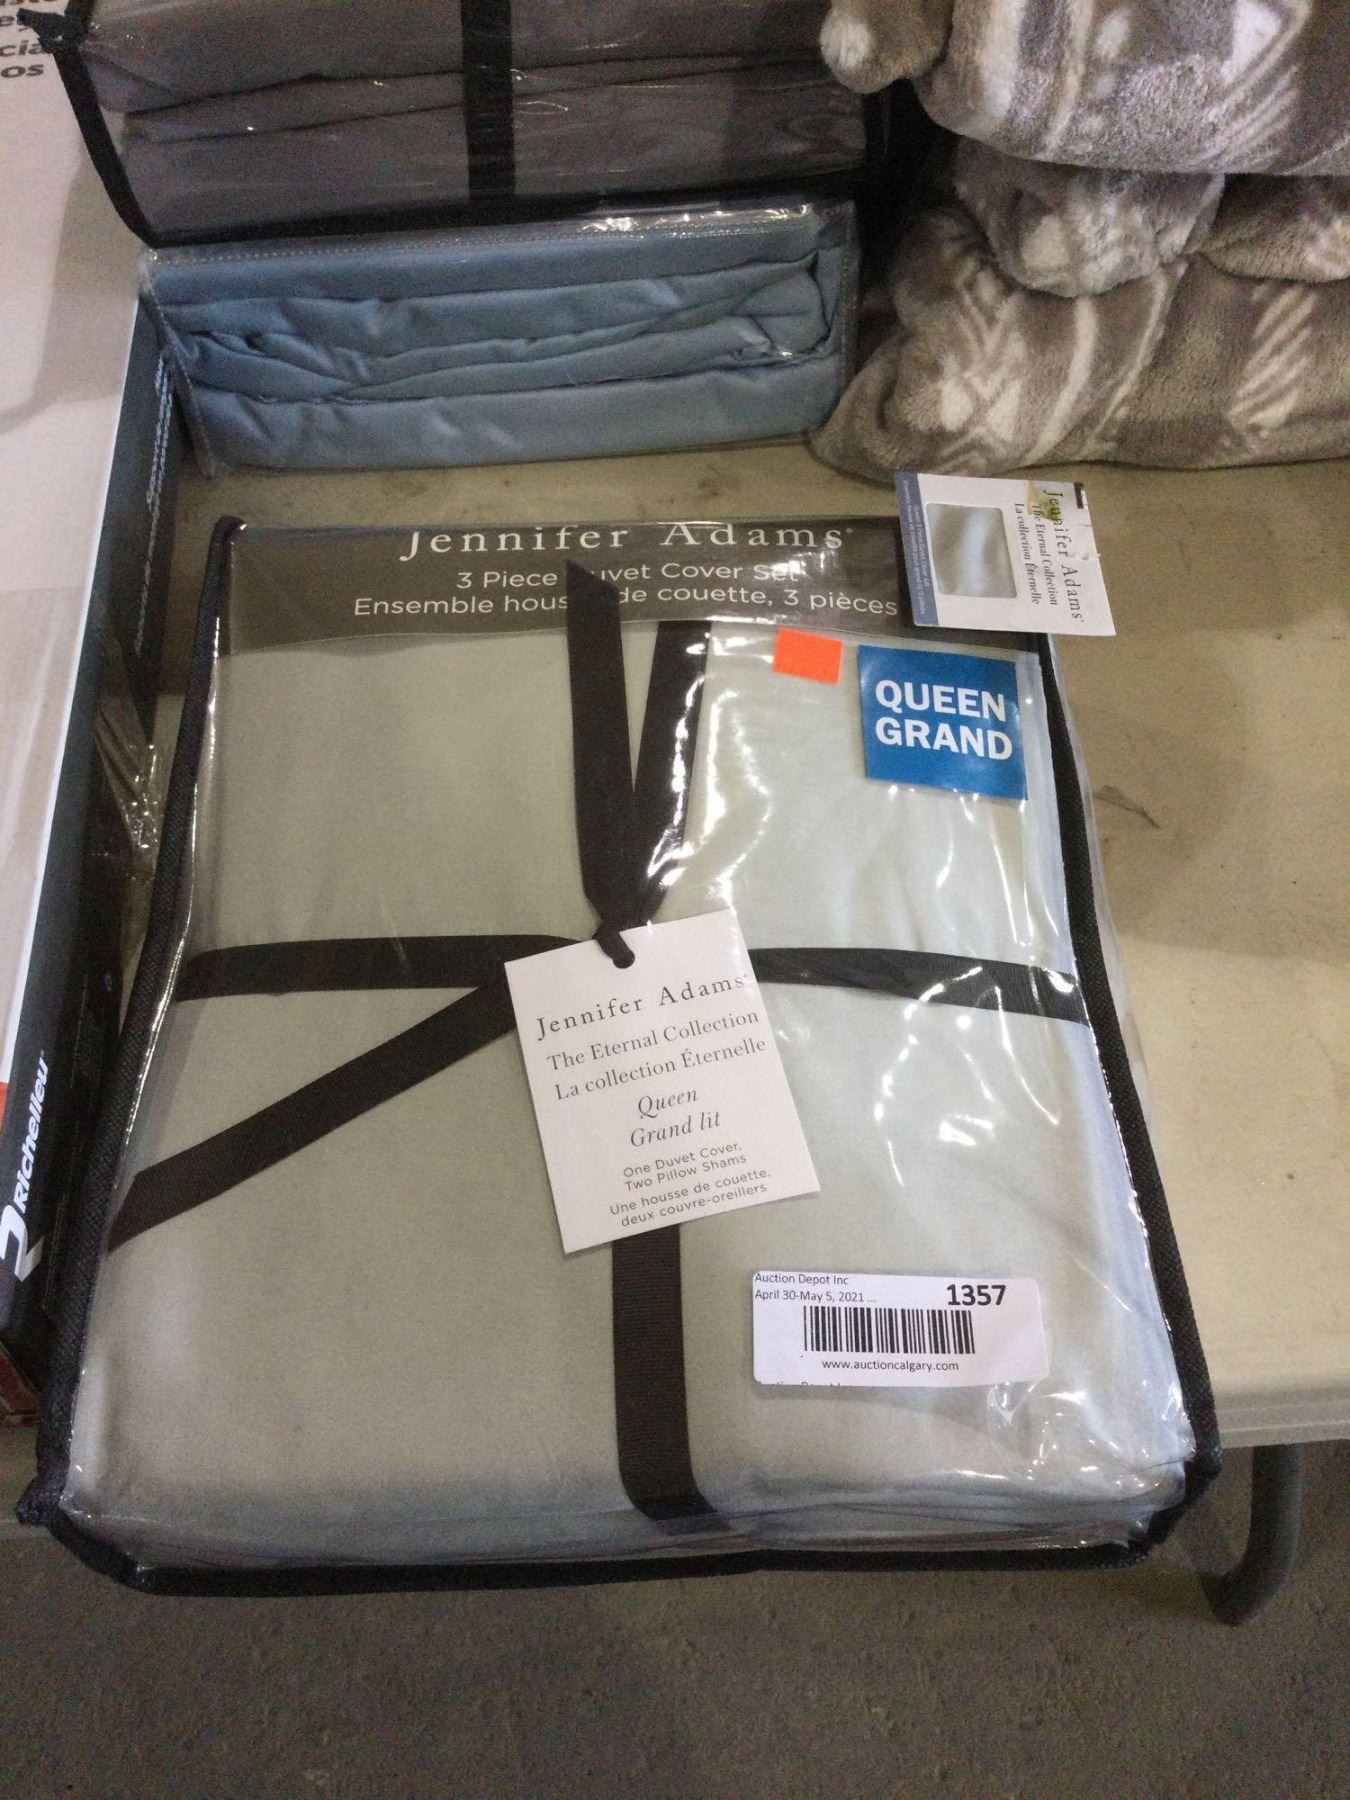 cia
os
Jennifer Adams®
3 Piece Duvet Cover Set
Ensemble housse de couette, 3 pièces
Jennifer Adams®
The Eternal Collection
La collection Éternelle
QUEEN
GRAND
Jennifer Adams®
The Eternal Collection
La collection Éternelle
Queen
Grand lit
One Duvet Cover,
Two Pillow Shams
Une housse de couette,
deux couvre-oreillers
Richelieu
Auction Depot Inc
April 30-May 5, 2021 ...
1357
www.auctioncalgary.com